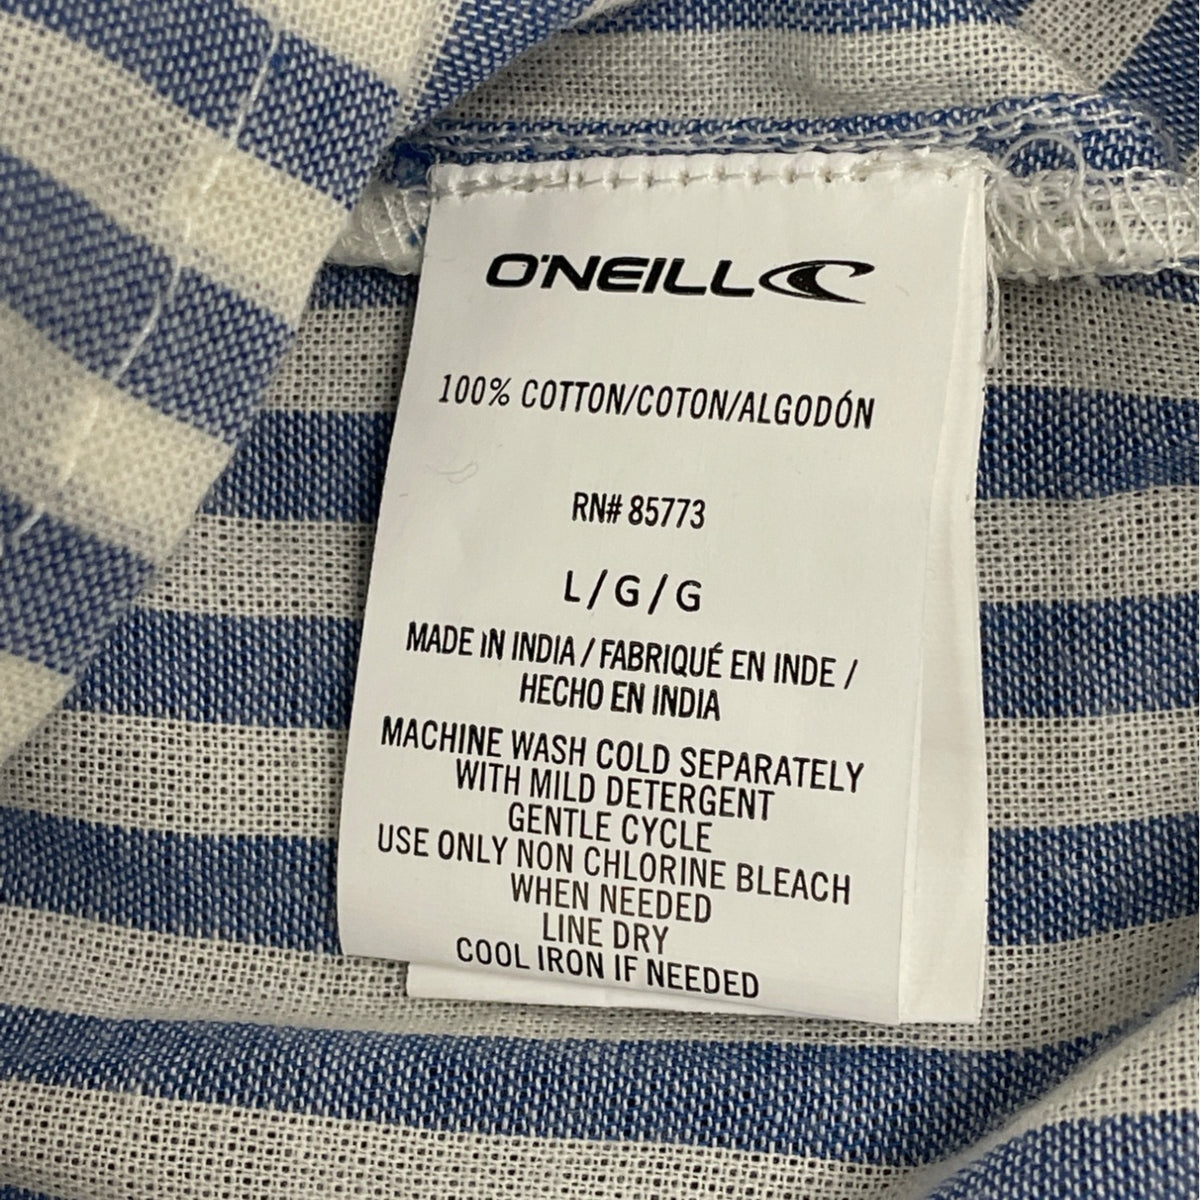 O'NEILL
100% COTTON/COTON/ALGODÓN
RN# 85773
L/G/G
MADE IN INDIA / FABRIQUÉ EN INDE /
HECHO EN INDIA
MACHINE WASH COLD SEPARATELY
WITH MILD DETERGENT
GENTLE CYCLE
USE ONLY NON CHLORINE BLEACH
WHEN NEEDED
LINE DRY
COOL IRON IF NEEDED